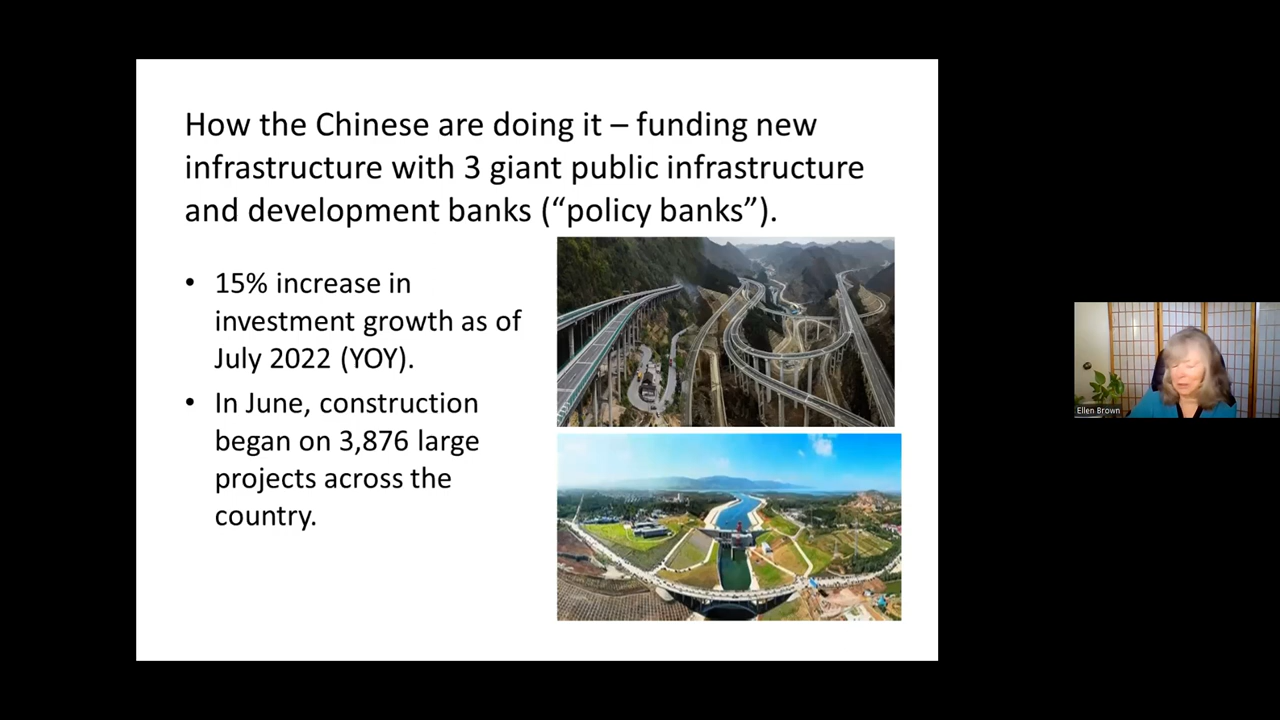 How the Chinese are doing it – funding new
infrastructure with 3 giant public infrastructure
and development banks (“policy banks”).
• 15% increase in
investment growth as of
July 2022 (YOY).
• In June, construction
began on 3,876 large
projects across the
country.
Ellen Brown